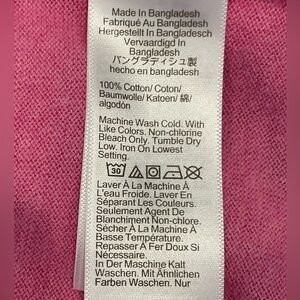 Made In Bangladesh
Fabriqué Au Bangladesh
Hergestellt In Bangladesch
Vervaardigd In
Bangladesh
バングラディシュ製
hecho en bangladesh
100% Cotton/ Coton/
Baumwolle/ Katoen/ 綿/
algodón
Machine Wash Cold. With
Like Colors. Non-chlorine
Bleach Only. Tumble Dry
Low. Iron On Lowest
Setting.
30
Laver À La Machine À
L'eau Froide. Laver En
Séparant Les Couleurs.
Seulement Agent De
Blanchiment Non-chlore.
Sécher À La Machine À
Basse Température.
Repasser À Fer Doux Si
Nécessaire.
In Der Maschine Kalt
Waschen. Mit Ähnlichen
Farben Waschen. Nur